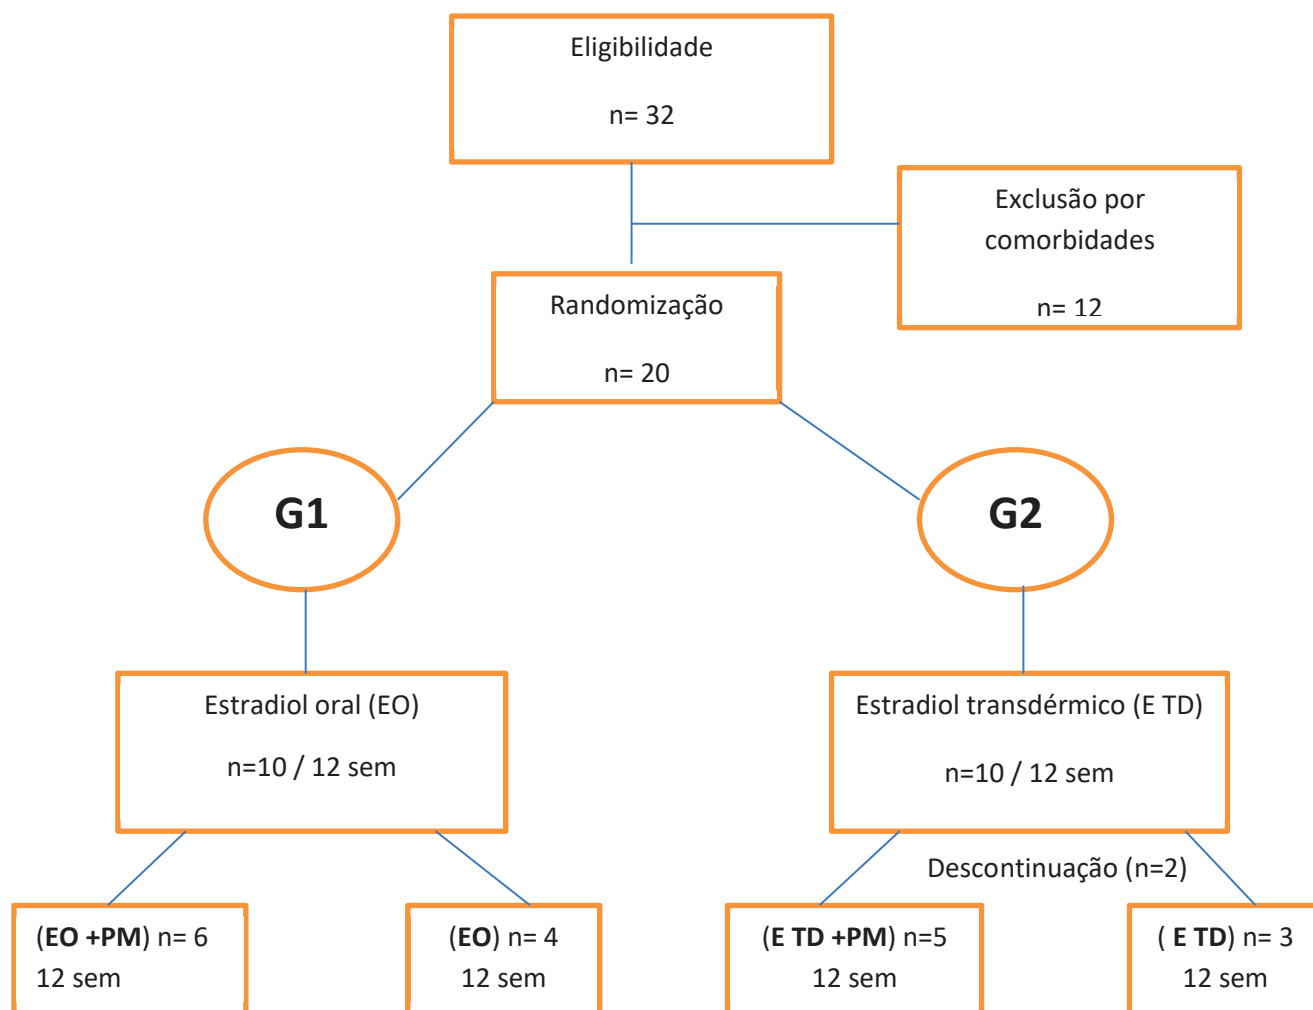 Eligibilidade
n= 32
Exclusão por
comorbidades
n= 12
Randomização
n= 20
G1
G2
Estradiol oral (EO)
n=10 / 12 sem
Estradiol transdérmico (E TD)
n=10 / 12 sem
Descontinuação (n=2)
(EO +PM) n= 6
12 sem
(EO) n= 4
12 sem
(E TD +PM) n=5
12 sem
( E TD) n= 3
12 sem